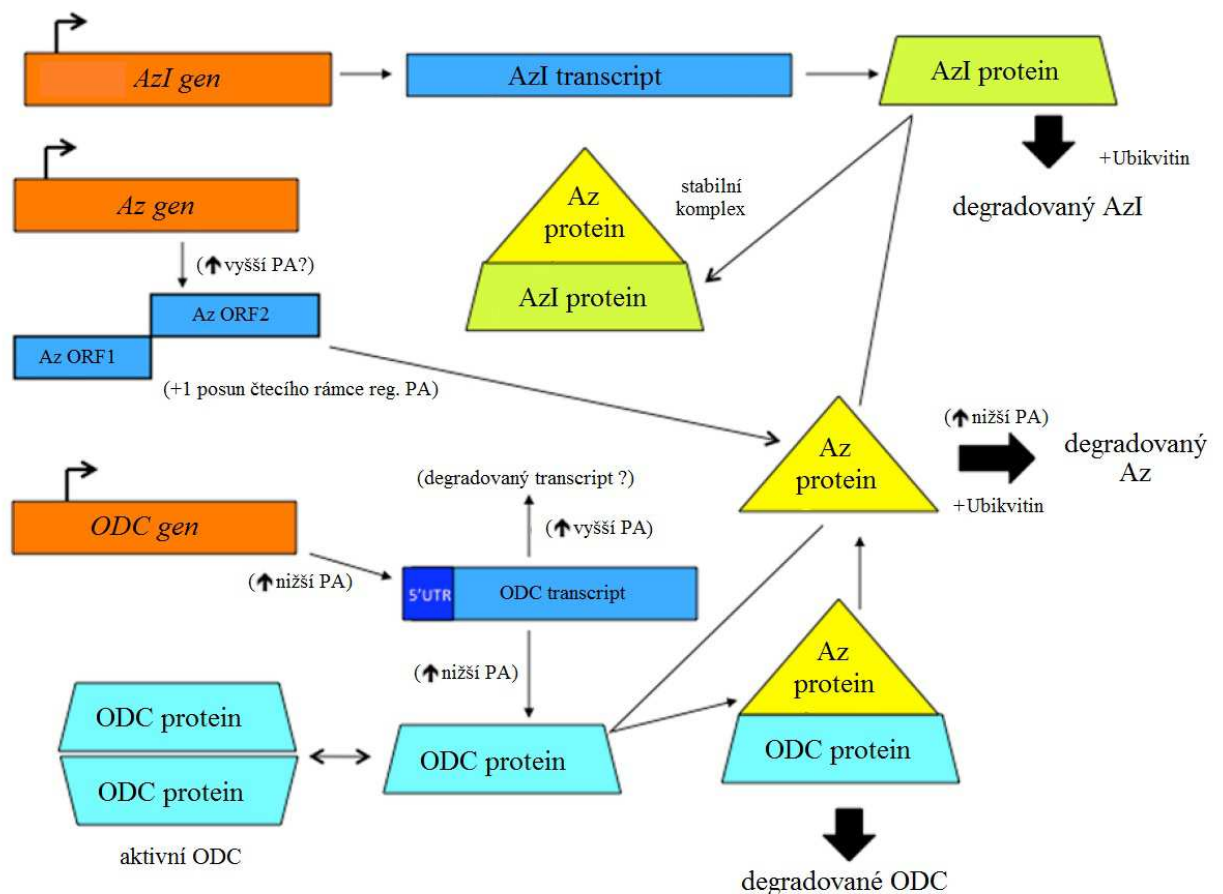 AzI gen
AzI transcript
AzI protein
+Ubikvitin
degradovaný AzI
Az gen
Az
protein
stabilní
komplex
AzI protein
(🡅 vyšší PA?)
Az ORF2
Az ORF1
(+1 posun čtecího rámce reg. PA)
Az
protein
(🡅 nižší PA)
+Ubikvitin
degradovaný
Az
(degradovaný transcript ?)
(🡅 vyšší PA)
ODC gen
(🡅 nižší PA)
5'UTR
ODC transcript
(🡅 nižší PA)
Az
protein
ODC protein
ODC protein
ODC protein
ODC protein
aktivní ODC
degradované ODC